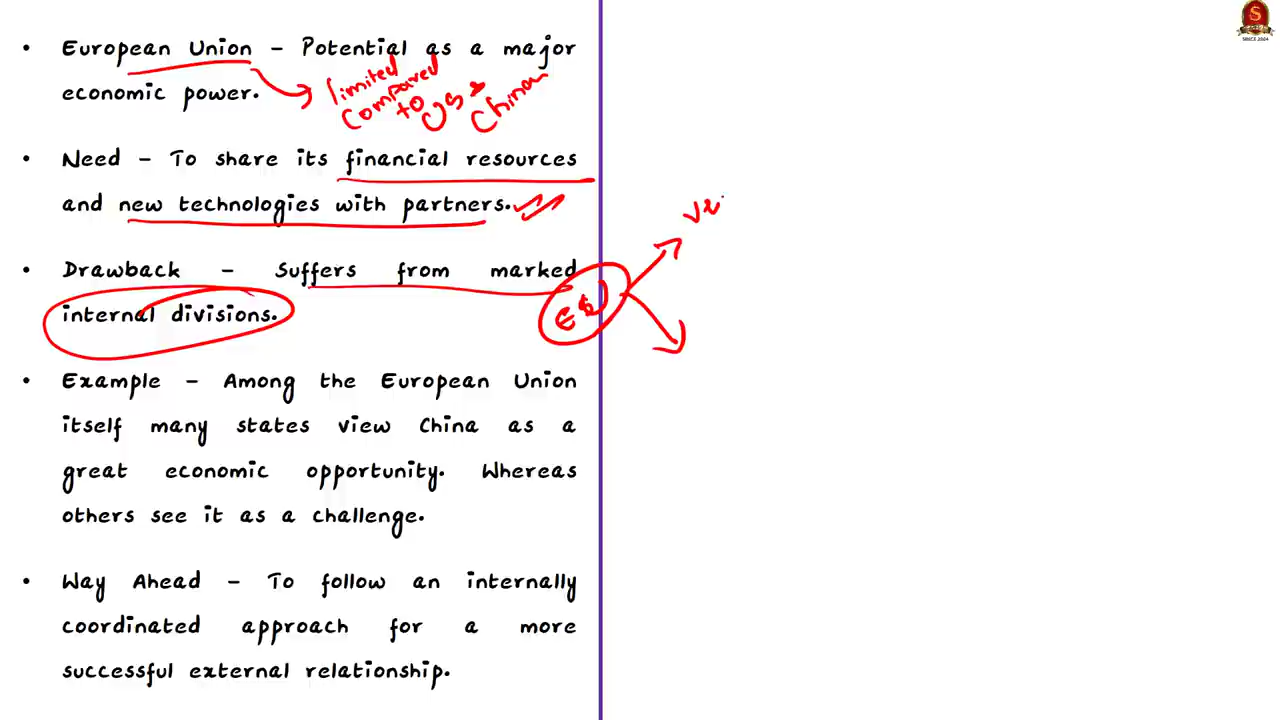 • European Union - Potential as a major
economic power.
limited
compared
to US &
China
• Need - To share its financial resources
and new technologies with partners.
• Drawback - Suffers from marked
internal divisions.
• Example - Among the European Union
itself many states view China as a
great economic opportunity. Whereas
others see it as a challenge.
• Way Ahead - To follow an internally
coordinated approach for a more
successful external relationship.
S
SINCE 2004